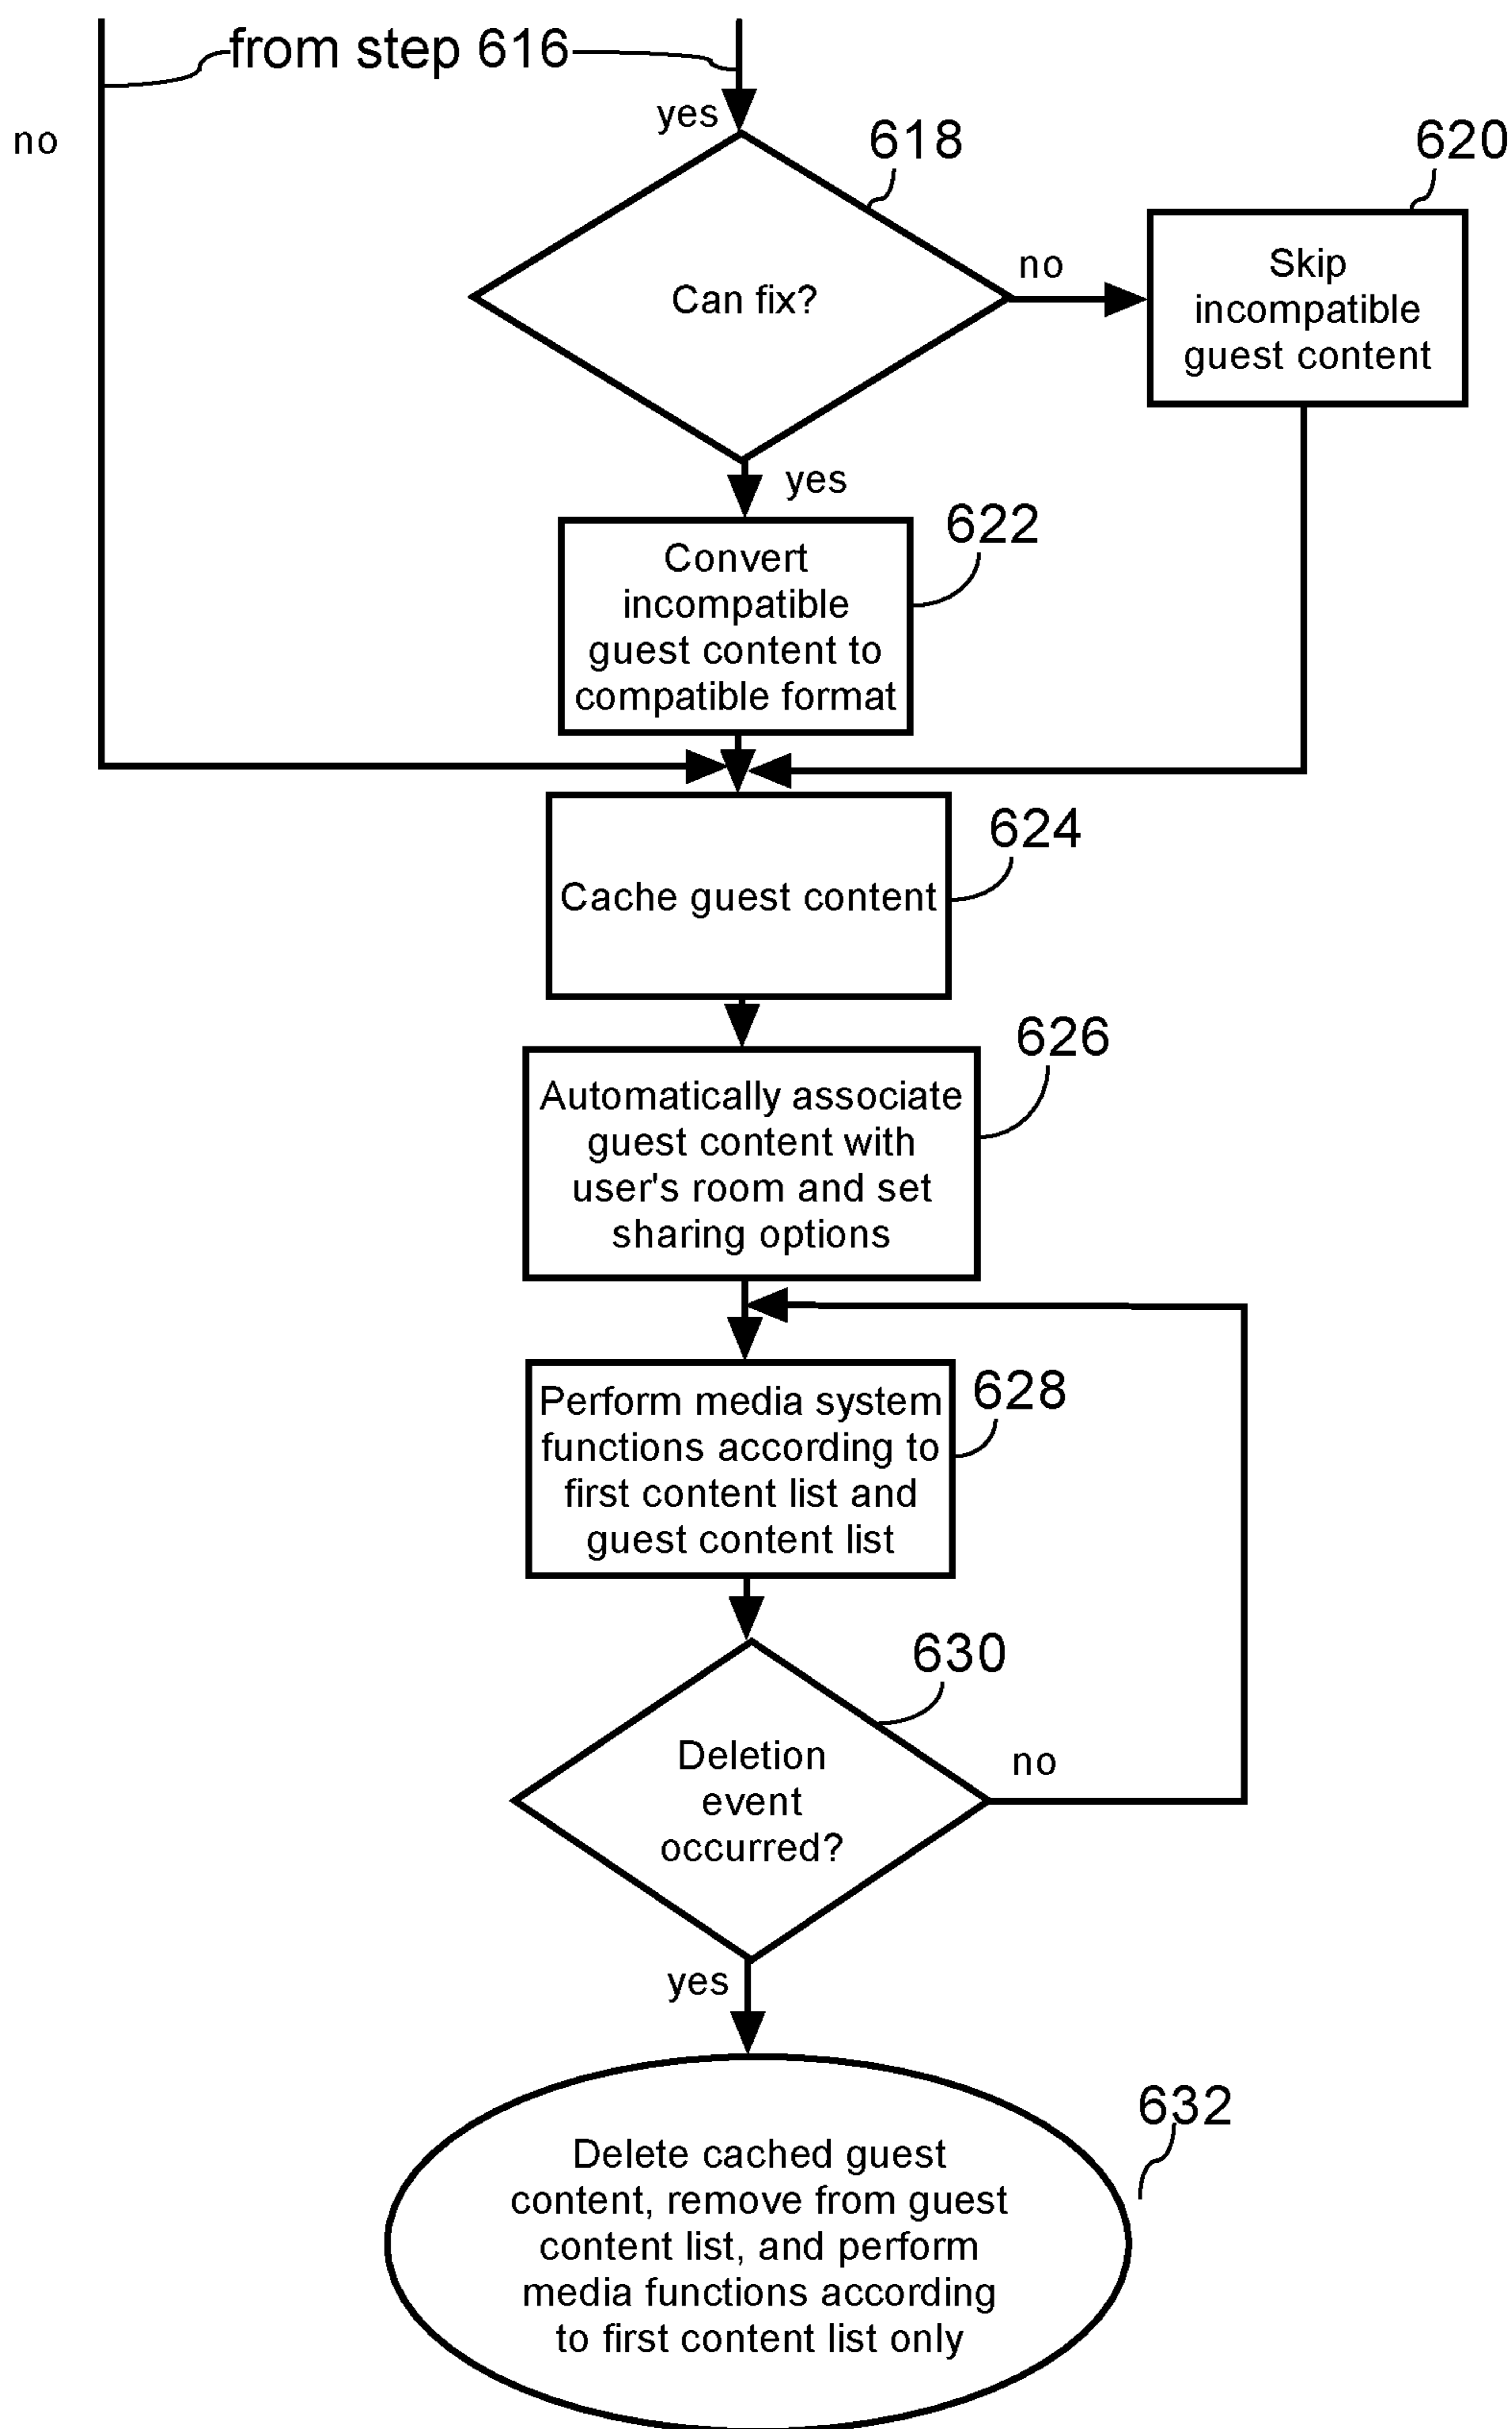 from step 616
no
yes
618
620
Can fix?
no
Skip
incompatible
guest content
yes
622
Convert
incompatible
guest content to
compatible format
624
Cache guest content
626
Automatically associate
guest content with
user's room and set
sharing options
628
Perform media system
functions according to
first content list and
guest content list
630
Deletion
event
occurred?
no
yes
632
Delete cached guest
content, remove from guest
content list, and perform
media functions according
to first content list only